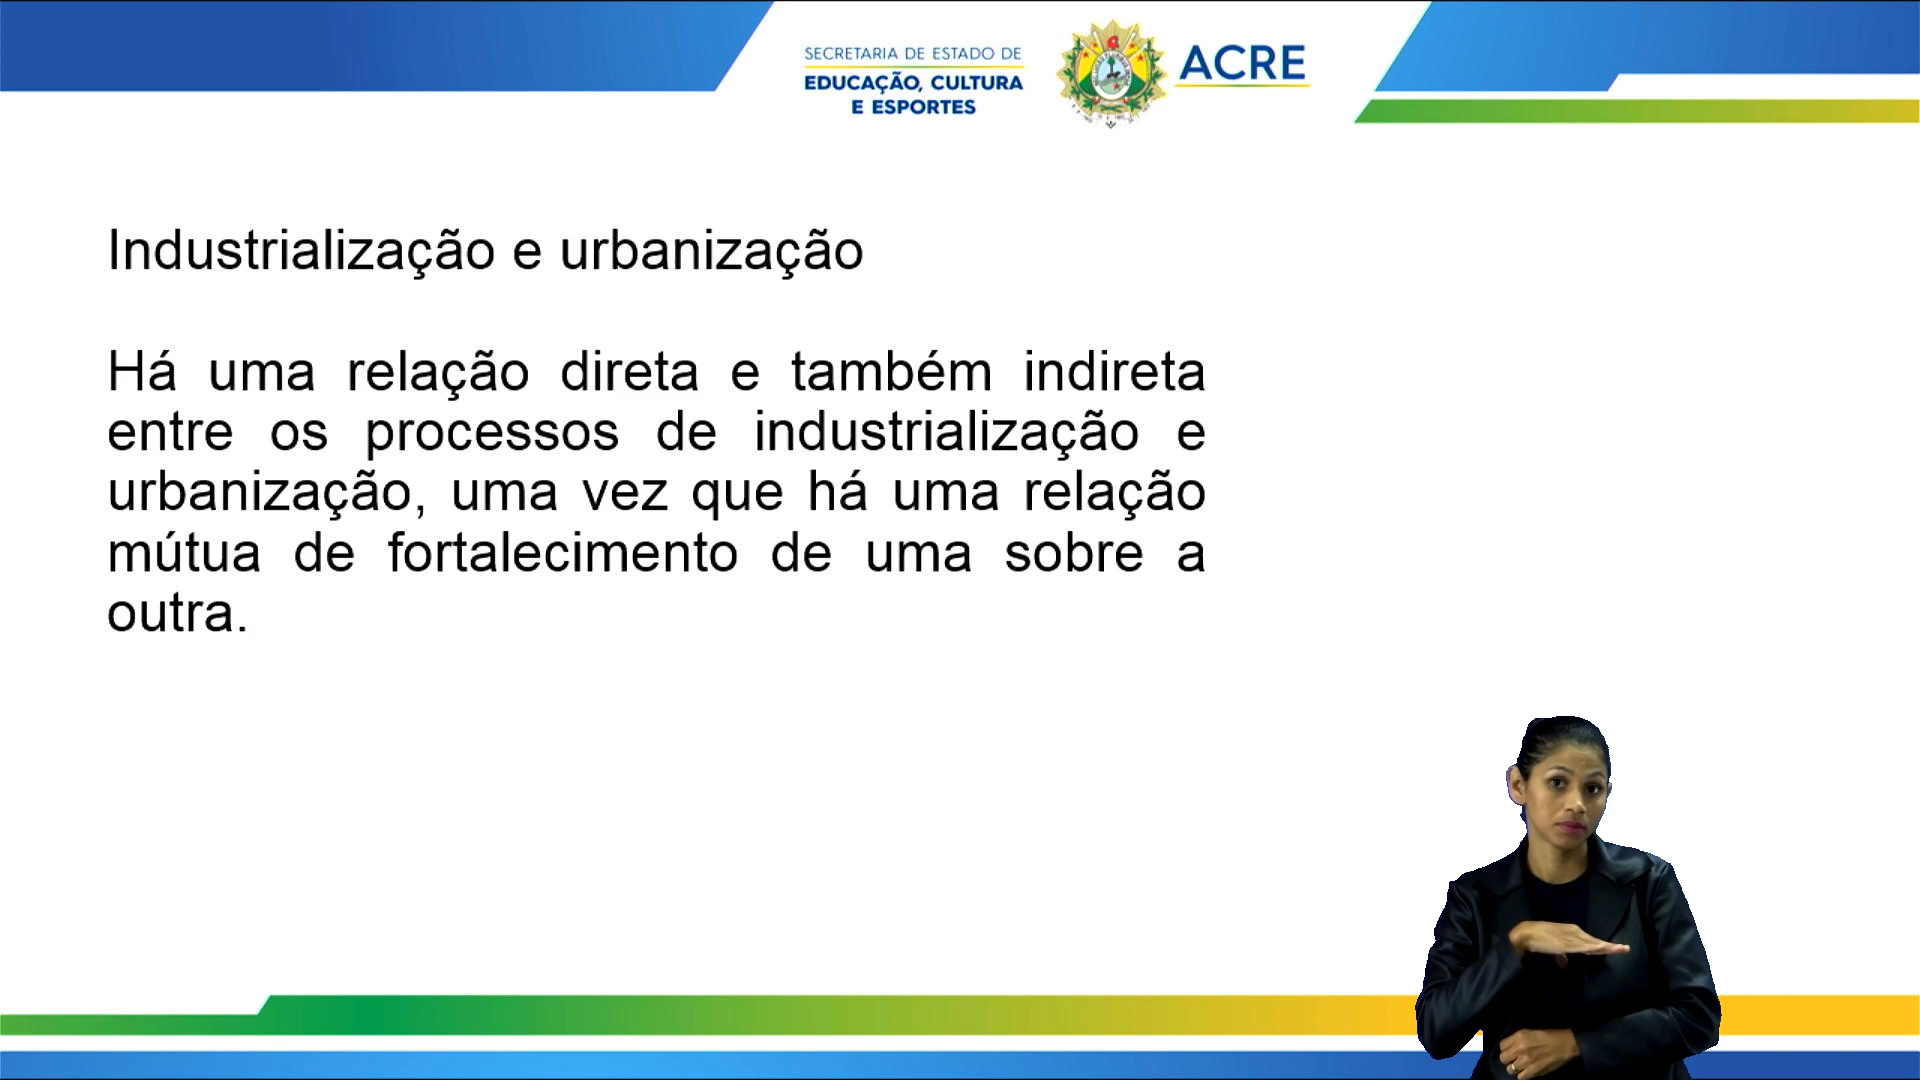 SECRETARIA DE ESTADO DE
EDUCAÇÃO, CULTURA
E ESPORTES
ACRE
Industrialização e urbanização
Há uma relação direta e também indireta
entre os processos de industrialização e
urbanização, uma vez que há uma relação
mútua de fortalecimento de uma sobre a
outra.